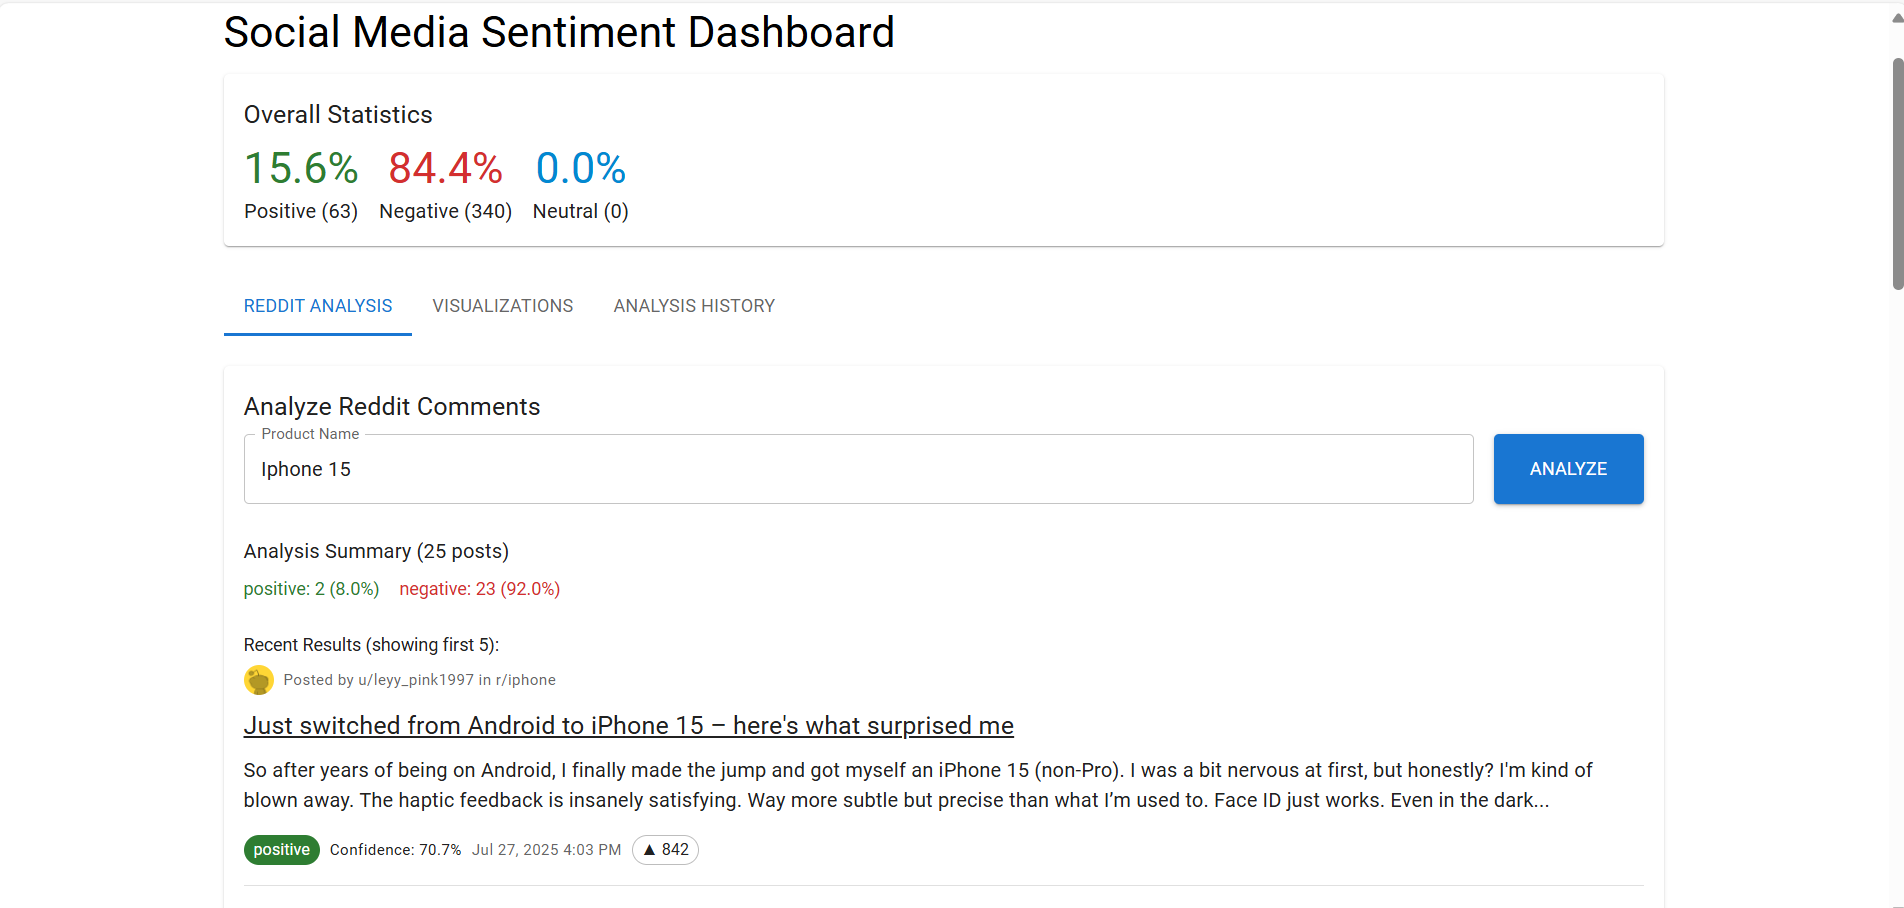 Social Media Sentiment Dashboard
Overall Statistics
15.6% 84.4% 0.0%
Positive (63) Negative (340) Neutral (0)
REDDIT ANALYSIS VISUALIZATIONS ANALYSIS HISTORY
Analyze Reddit Comments
Product Name
Iphone 15
ANALYZE
Analysis Summary (25 posts)
positive: 2 (8.0%) negative: 23 (92.0%)
Recent Results (showing first 5):
Posted by u/leyy_pink1997 in r/iphone
Just switched from Android to iPhone 15 – here's what surprised me
So after years of being on Android, I finally made the jump and got myself an iPhone 15 (non-Pro). I was a bit nervous at first, but honestly? I'm kind of
blown away. The haptic feedback is insanely satisfying. Way more subtle but precise than what I’m used to. Face ID just works. Even in the dark...
positive Confidence: 70.7% Jul 27, 2025 4:03 PM ▲ 842